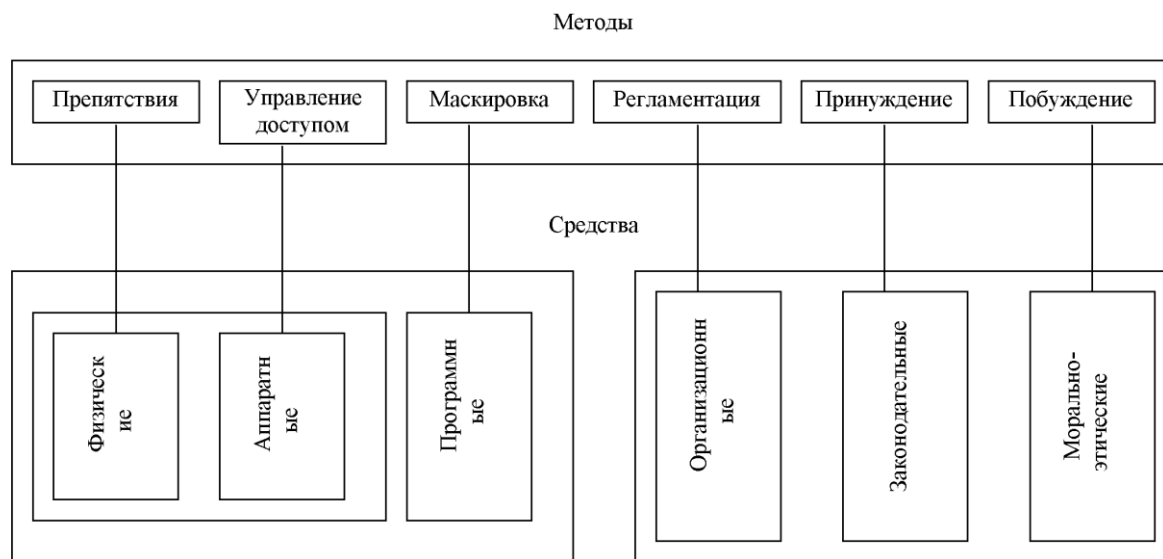 Методы
Препятствия
Управление
доступом
Маскировка
Регламентация
Принуждение
Побуждение
Средства
Физическ
ие
Аппаратн
ые
Программн
ые
Организационн
ые
Законодательные
Морально-
этические